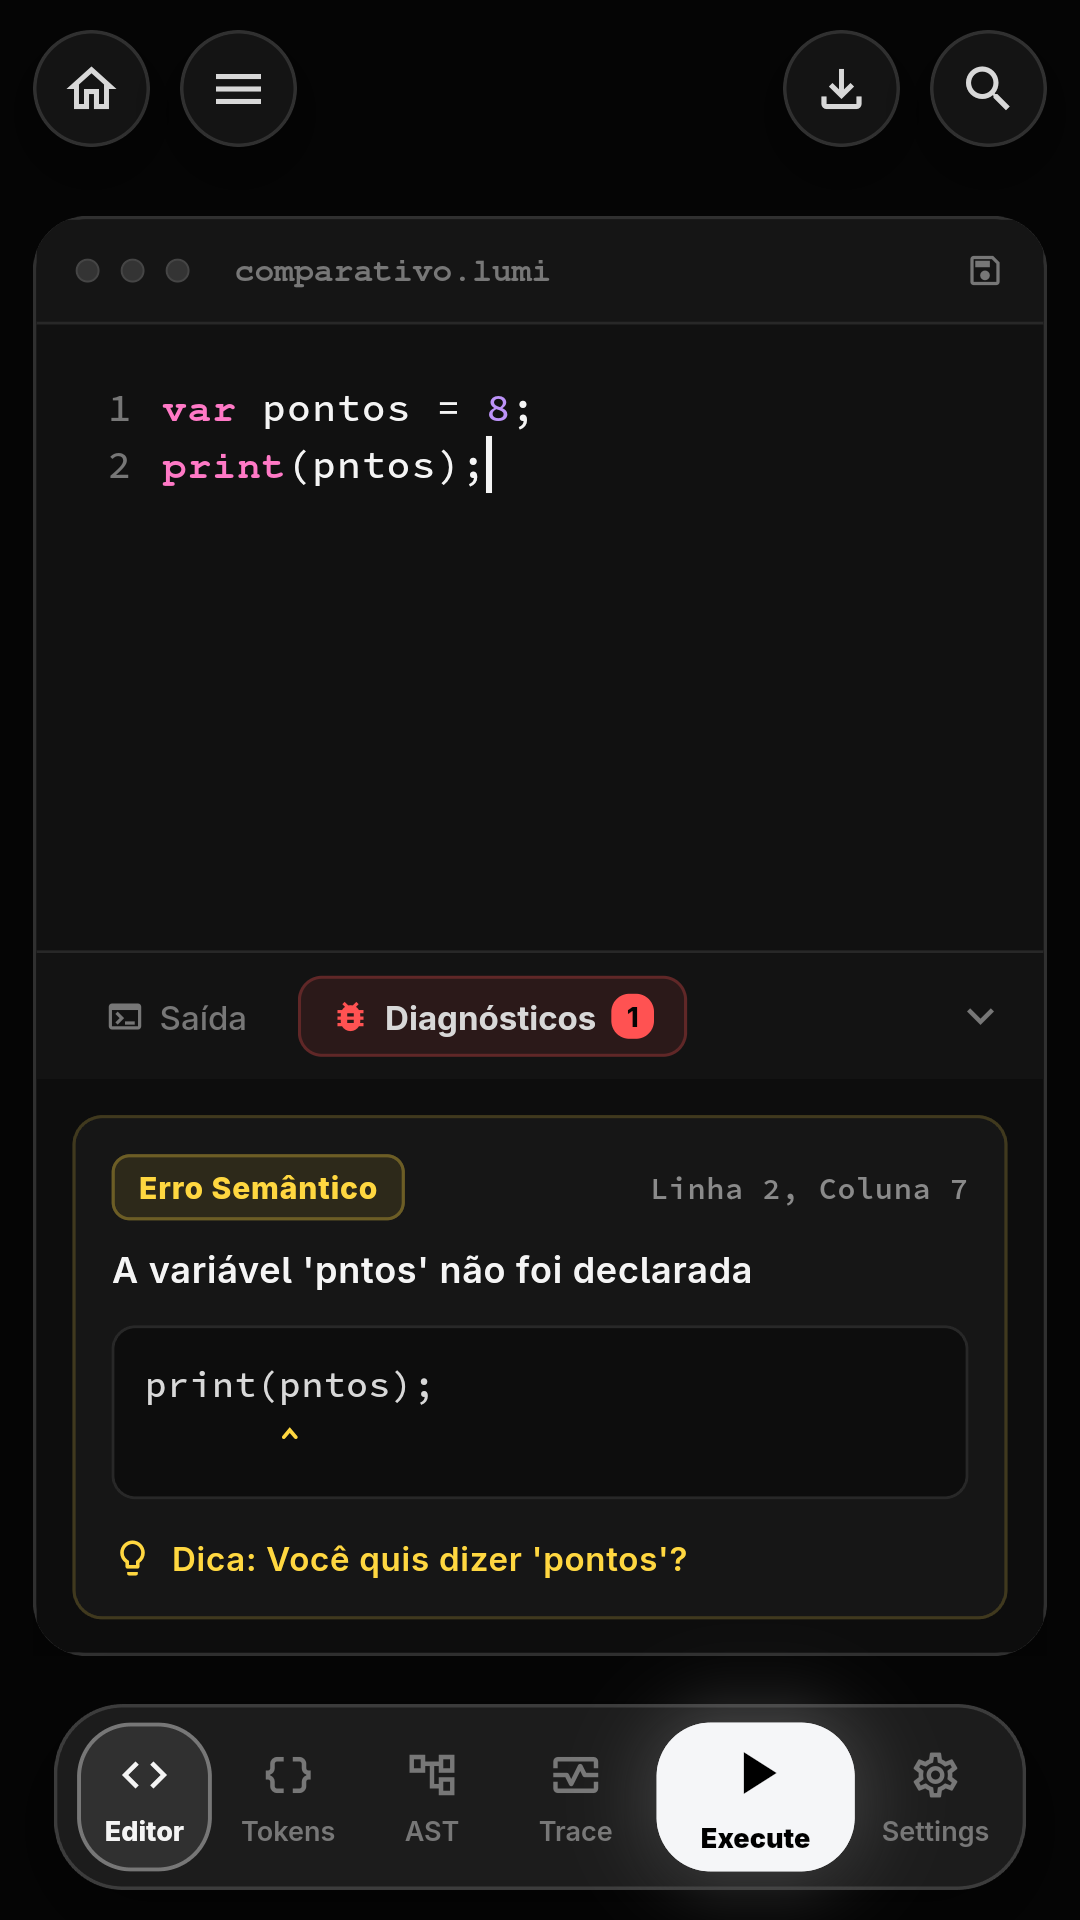 comparativo.lumi
1 var pontos = 8;
2 print(pntos);
Saída
Diagnósticos 1
Erro Semântico
Linha 2, Coluna 7
A variável 'pntos' não foi declarada
print(pntos);
^
Dica: Você quis dizer 'pontos'?
Editor
Tokens
AST
Trace
Execute
Settings